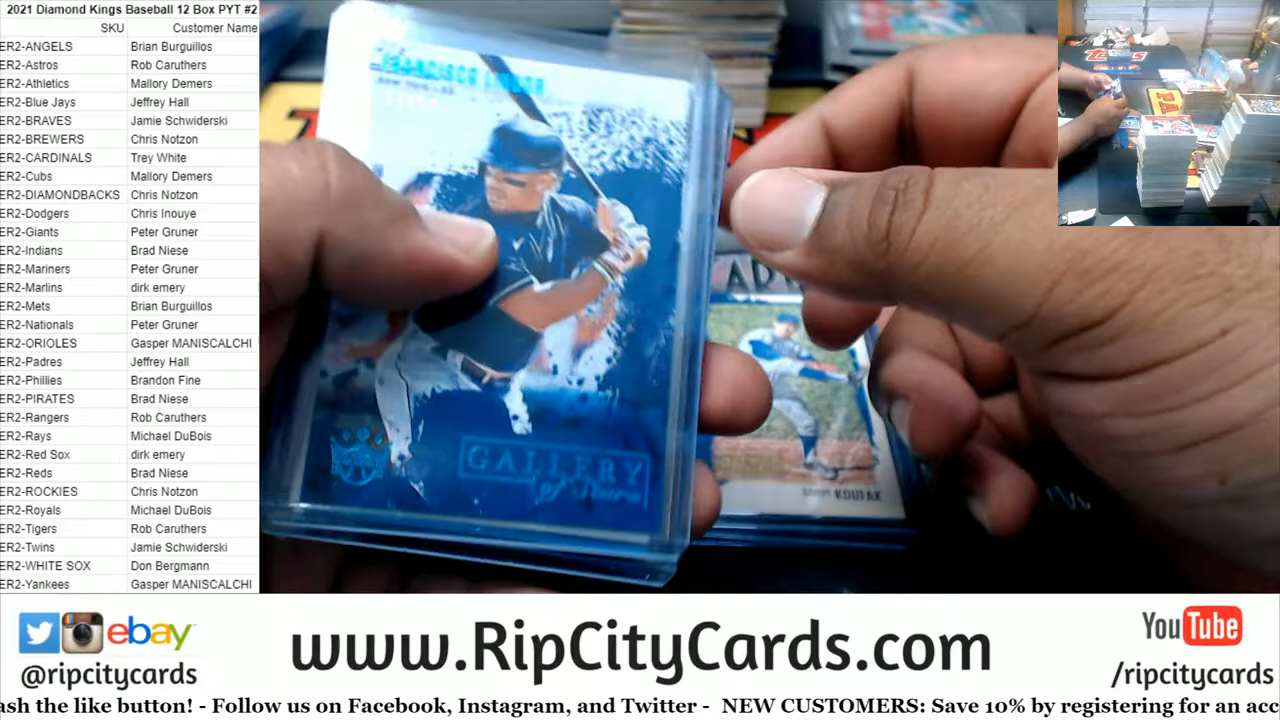 2021 Diamond Kings Baseball 12 Box PYT #2
SKU Customer Name
ER2-ANGELS Brian Burguillos
ER2-Astros Rob Caruthers
ER2-Athletics Mallory Demers
ER2-Blue Jays Jeffrey Hall
ER2-BRAVES Jamie Schwiderski
ER2-BREWERS Chris Notzon
ER2-CARDINALS Trey White
ER2-Cubs Mallory Demers
ER2-DIAMONDBACKS Chris Notzon
ER2-Dodgers Chris Inouye
ER2-Giants Peter Gruner
ER2-Indians Brad Niese
ER2-Mariners Peter Gruner
ER2-Marlins dirk emery
ER2-Mets Brian Burguillos
ER2-Nationals Peter Gruner
ER2-ORIOLES Gasper MANISCALCHI
ER2-Padres Jeffrey Hall
ER2-Phillies Brandon Fine
ER2-PIRATES Brad Niese
ER2-Rangers Rob Caruthers
ER2-Rays Michael DuBois
ER2-Red Sox dirk emery
ER2-Reds Brad Niese
ER2-ROCKIES Chris Notzon
ER2-Royals Michael DuBois
ER2-Tigers Rob Caruthers
ER2-Twins Jamie Schwiderski
ER2-WHITE SOX Don Bergmann
ER2-Yankees Gasper MANISCALCHI
GALLERY
of Stars
KOUFAX
Topps
ebay
@ripcitycards
www.RipCityCards.com
YouTube
/ripcitycards
ash the like button! - Follow us on Facebook, Instagram, and Twitter - NEW CUSTOMERS: Save 10% by registering for an acc